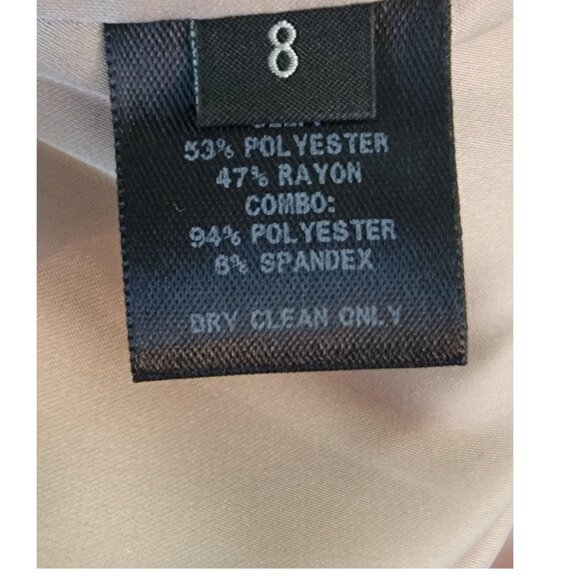 8
53% POLYESTER
47% RAYON
COMBO:
94% POLYESTER
6% SPANDEX
DRY CLEAN ONLY